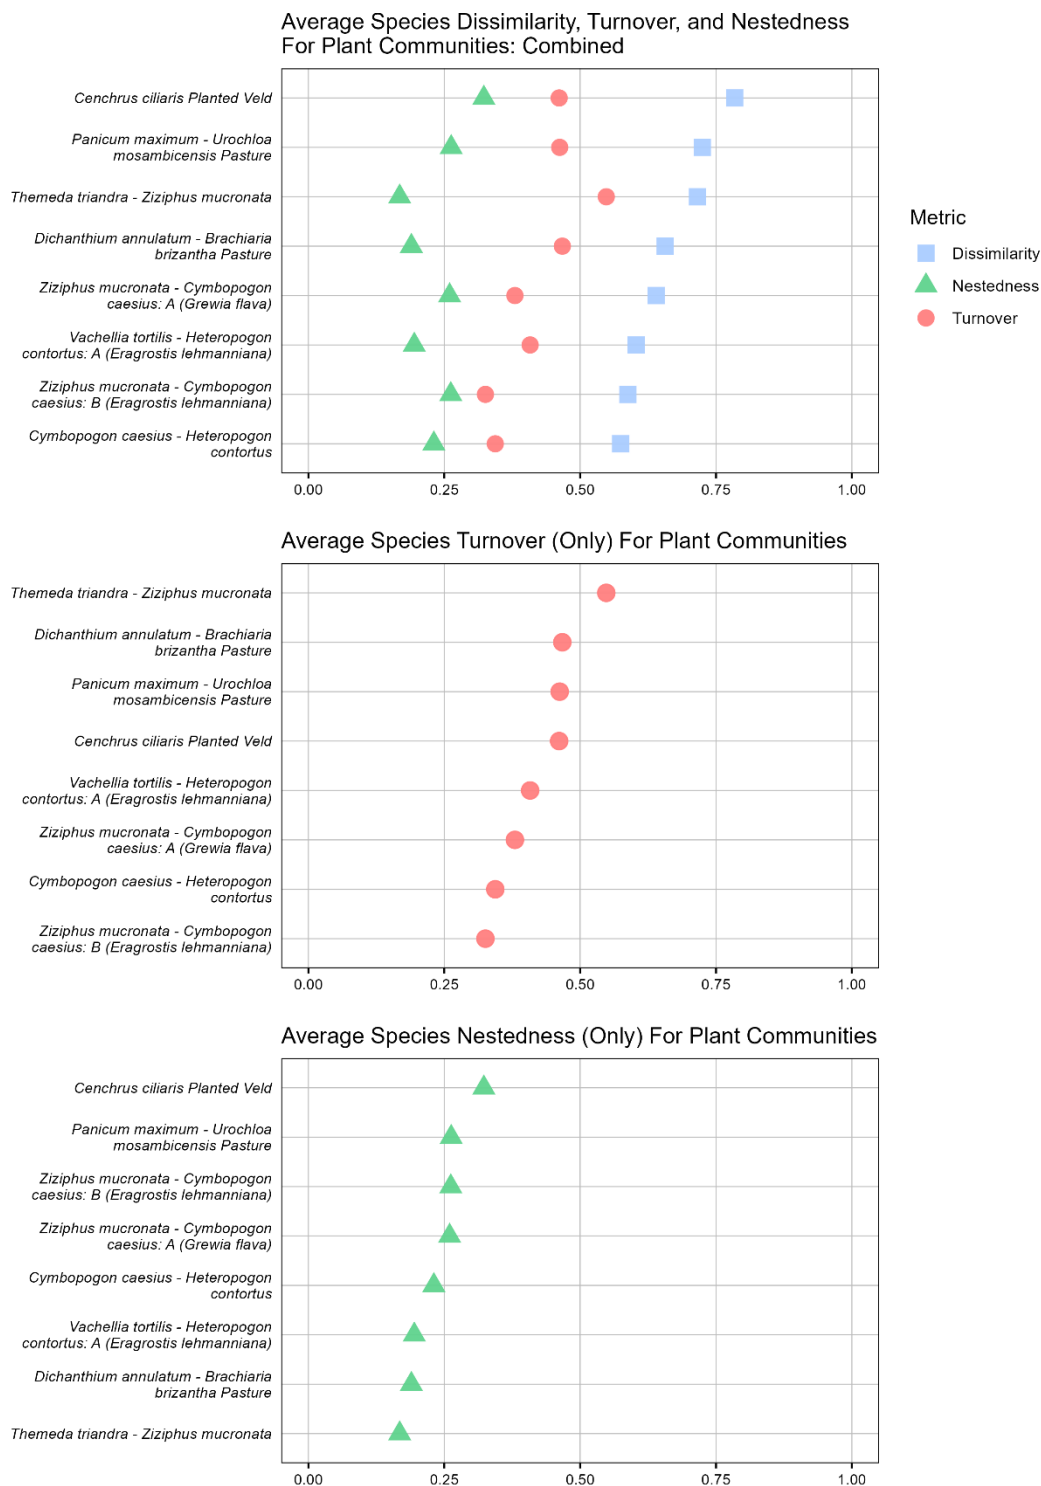 Average Species Dissimilarity, Turnover, and Nestedness
For Plant Communities: Combined
Cenchrus ciliaris Planted Veld
Panicum maximum - Urochloa
mosambicensis Pasture
Themeda triandra - Ziziphus mucronata
Dichanthium annulatum - Brachiaria
brizantha Pasture
Ziziphus mucronata - Cymbopogon
caesius: A (Grewia flava)
Vachellia tortilis - Heteropogon
contortus: A (Eragrostis lehmanniana)
Ziziphus mucronata - Cymbopogon
caesius: B (Eragrostis lehmanniana)
Cymbopogon caesius - Heteropogon
contortus
0.00 0.25 0.50 0.75 1.00
Metric
Dissimilarity
Nestedness
Turnover
Average Species Turnover (Only) For Plant Communities
Themeda triandra - Ziziphus mucronata
Dichanthium annulatum - Brachiaria
brizantha Pasture
Panicum maximum - Urochloa
mosambicensis Pasture
Cenchrus ciliaris Planted Veld
Vachellia tortilis - Heteropogon
contortus: A (Eragrostis lehmanniana)
Ziziphus mucronata - Cymbopogon
caesius: A (Grewia flava)
Cymbopogon caesius - Heteropogon
contortus
Ziziphus mucronata - Cymbopogon
caesius: B (Eragrostis lehmanniana)
0.00 0.25 0.50 0.75 1.00
Average Species Nestedness (Only) For Plant Communities
Cenchrus ciliaris Planted Veld
Panicum maximum - Urochloa
mosambicensis Pasture
Ziziphus mucronata - Cymbopogon
caesius: B (Eragrostis lehmanniana)
Ziziphus mucronata - Cymbopogon
caesius: A (Grewia flava)
Cymbopogon caesius - Heteropogon
contortus
Vachellia tortilis - Heteropogon
contortus: A (Eragrostis lehmanniana)
Dichanthium annulatum - Brachiaria
brizantha Pasture
Themeda triandra - Ziziphus mucronata
0.00 0.25 0.50 0.75 1.00